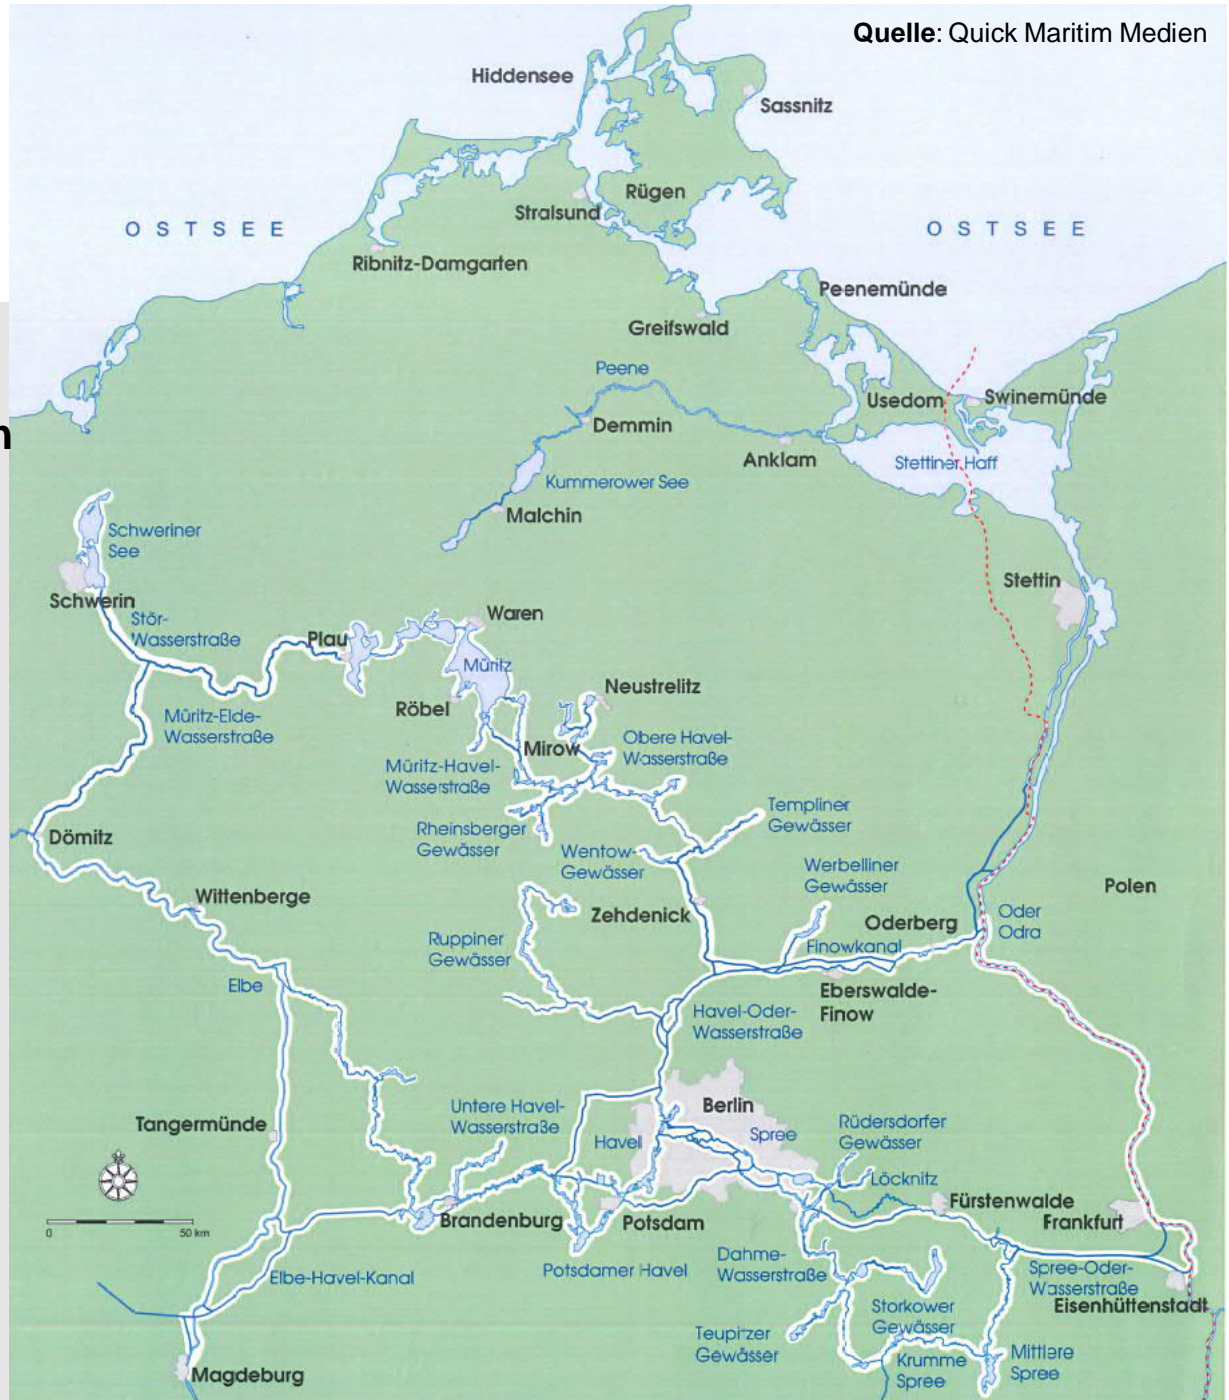 Quelle: Quick Maritim Medien
Hiddensee
Sassnitz
Rügen
Stralsund
OSTSEE
OSTSEE
Ribnitz-Damgarten
Peenemünde
Greifswald
Peene
Usedom
Swinemünde
Demmin
n
Anklam
Stettiner Haff
Kummerower See
Malchin
Schweriner
See
Stettin
Schwerin
Stör-
Wasserstraße
Waren
Plau
Müritz
Neustrelitz
Röbel
Müritz-Elde-
Wasserstraße
Mirow
Obere Havel-
Wasserstraße
Müritz-Havel-
Wasserstraße
Templiner
Gewässer
Rheinsberger
Gewässer
Dömitz
Wentow-
Gewässer
Werbelliner
Gewässer
Polen
Wittenberge
Zehdenick
Oderberg
Oder
Odra
Ruppiner
Gewässer
Finowkanal
Elbe
Eberswalde-
Finow
Havel-Oder-
Wasserstraße
Berlin
Untere Havel-
Wasserstraße
Tangermünde
Havel
Spree
Rüdersdorfer
Gewässer
Löcknitz
Fürstenwalde
Frankfurt
0 50 km
Brandenburg
Potsdam
Elbe-Havel-Kanal
Potsdamer Havel
Dahme-
Wasserstraße
Spree-Oder-
Wasserstraße
Eisenhüttenstadt
Storkower
Gewässer
Teupitzer
Gewässer
Krumme
Spree
Mittlere
Spree
Magdeburg